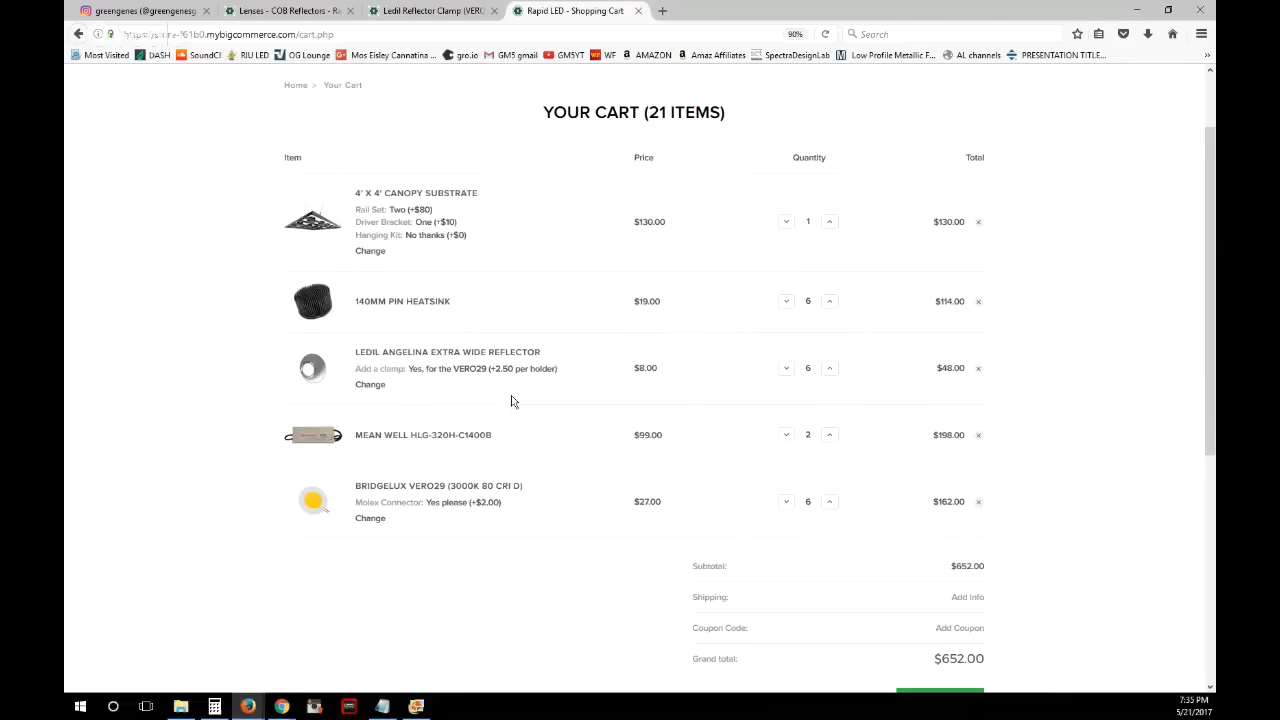 greengenes (@greengenesg
Lenses - COB Reflectors - Ra
Ledil Reflector Clamp (VERO
Rapid LED - Shopping Cart
.mybigcommerce.com/cart.php
90%
Search
Most Visited
DASH
SoundCl
RIU LED
OG Lounge
Mos Eisley Cannatina ...
gro.io
GM5 gmail
GM5YT
WF
AMAZON
Amaz Affiliates
SpectraDesignLab
Low Profile Metallic F...
AL channels
PRESENTATION TITLE...
Home > Your Cart
YOUR CART (21 ITEMS)
Item Price Quantity Total
4' X 4' CANOPY SUBSTRATE
Rail Set: Two (+$80)
Driver Bracket: One (+$10)
$130.00 1 $130.00
Hanging Kit: No thanks (+$0)
Change
140MM PIN HEATSINK $19.00 6 $114.00
LEDIL ANGELINA EXTRA WIDE REFLECTOR
Add a clamp: Yes, for the VERO29 (+2.50 per holder) $8.00 6 $48.00
Change
MEAN WELL HLG-320H-C1400B $99.00 2 $198.00
BRIDGELUX VERO29 (3000K 80 CRI D)
Molex Connector: Yes please (+$2.00) $27.00 6 $162.00
Change
Subtotal: $652.00
Shipping: Add Info
Coupon Code: Add Coupon
Grand total: $652.00
7:35 PM
5/21/2017